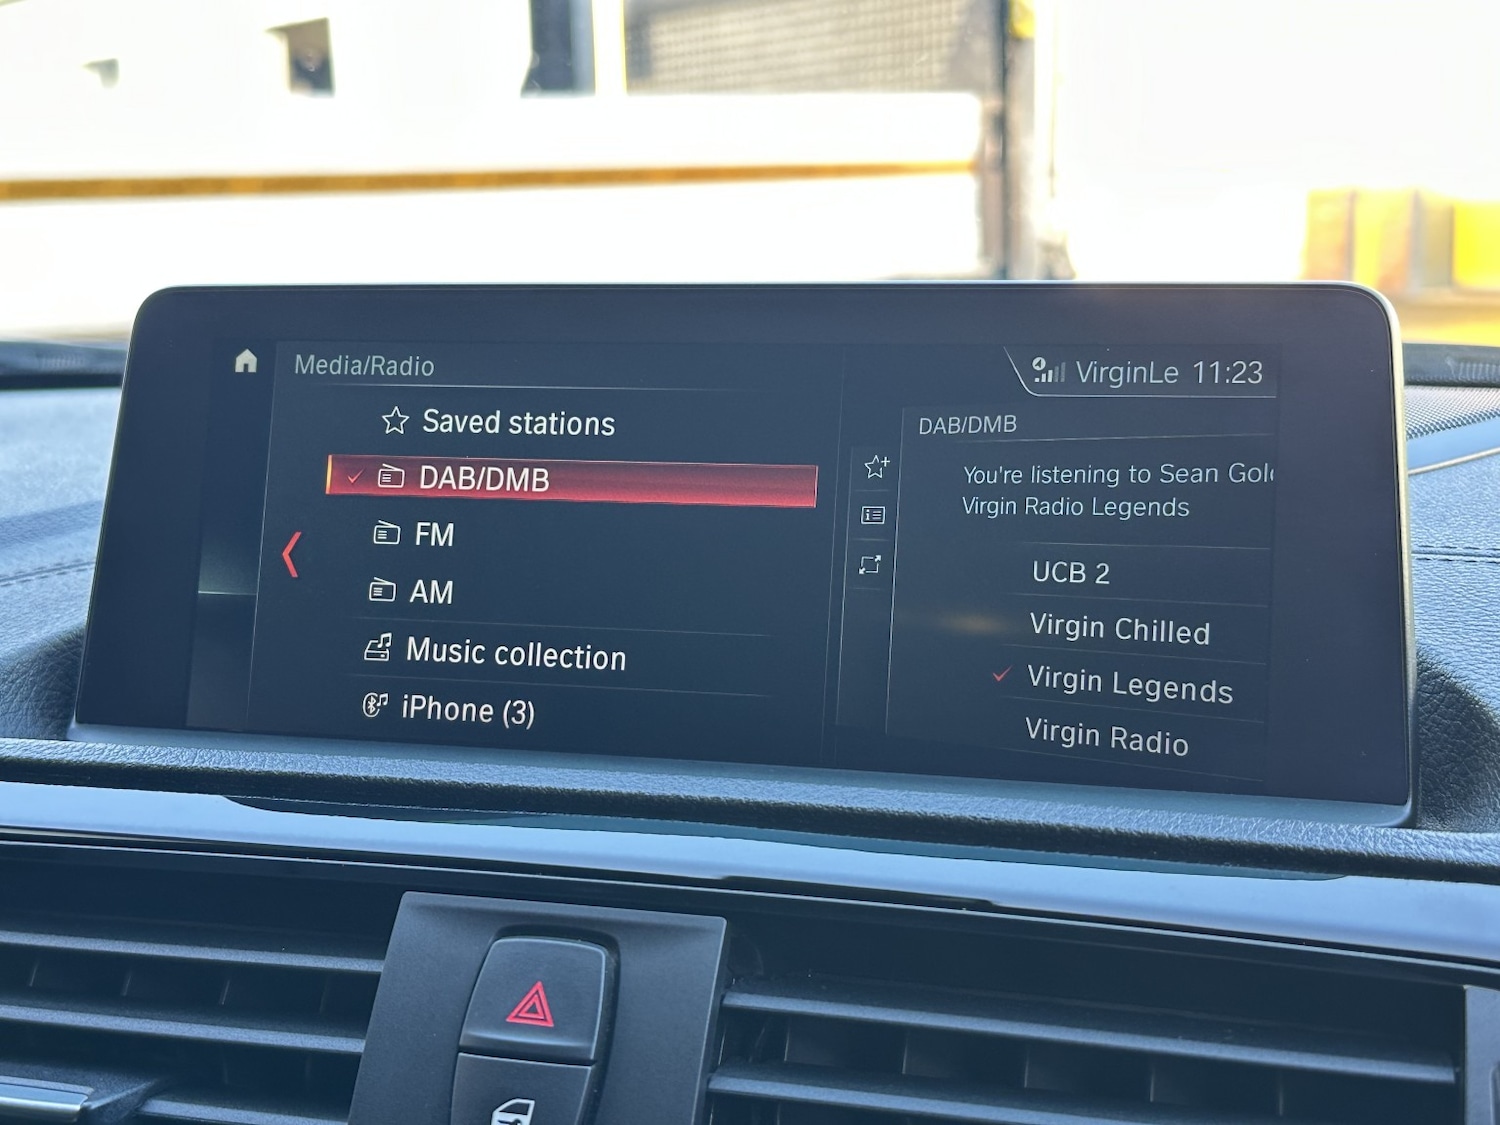 Media/Radio
VirginLe 11:23
Saved stations
DAB/DMB
FM
AM
Music collection
iPhone (3)
DAB/DMB
You're listening to Sean Gol
Virgin Radio Legends
UCB 2
Virgin Chilled
Virgin Legends
Virgin Radio